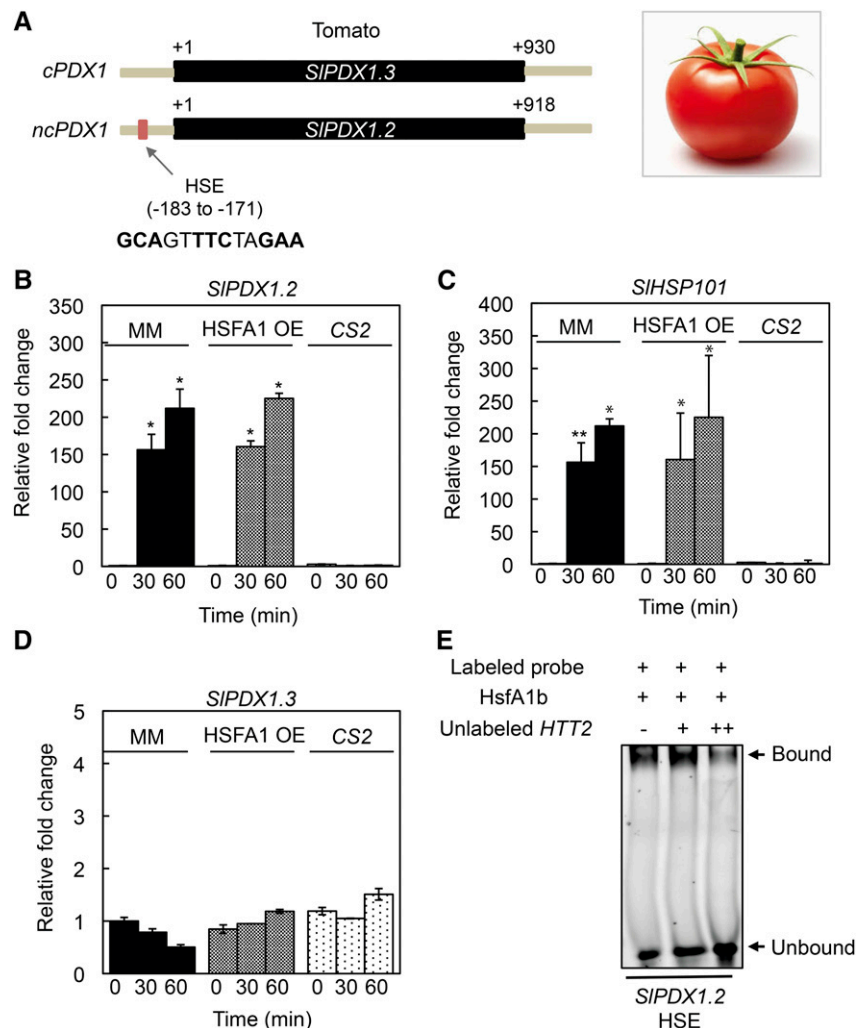 A
Tomato
+1 +930
cPDX1 SlPDX1.3
+1 +918
ncPDX1 SlPDX1.2
HSE
(-183 to -171)
GCAGTTTCTAGAA
B
SlPDX1.2
MM HSFA1 OE CS2
Relative fold change
350
300
250
200
150
100
50
0
* * * *
0 30 60 0 30 60 0 30 60
Time (min)
C
SlHSP101
MM HSFA1 OE CS2
Relative fold change
400
350
300
250
200
150
100
50
0
** * * *
0 30 60 0 30 60 0 30 60
Time (min)
D
SlPDX1.3
MM HSFA1 OE CS2
Relative fold change
5
4
3
2
1
0
0 30 60 0 30 60 0 30 60
Time (min)
E
Labeled probe + + +
HsfA1b + + +
Unlabeled HTT2 - + ++
Bound
Unbound
SlPDX1.2
HSE